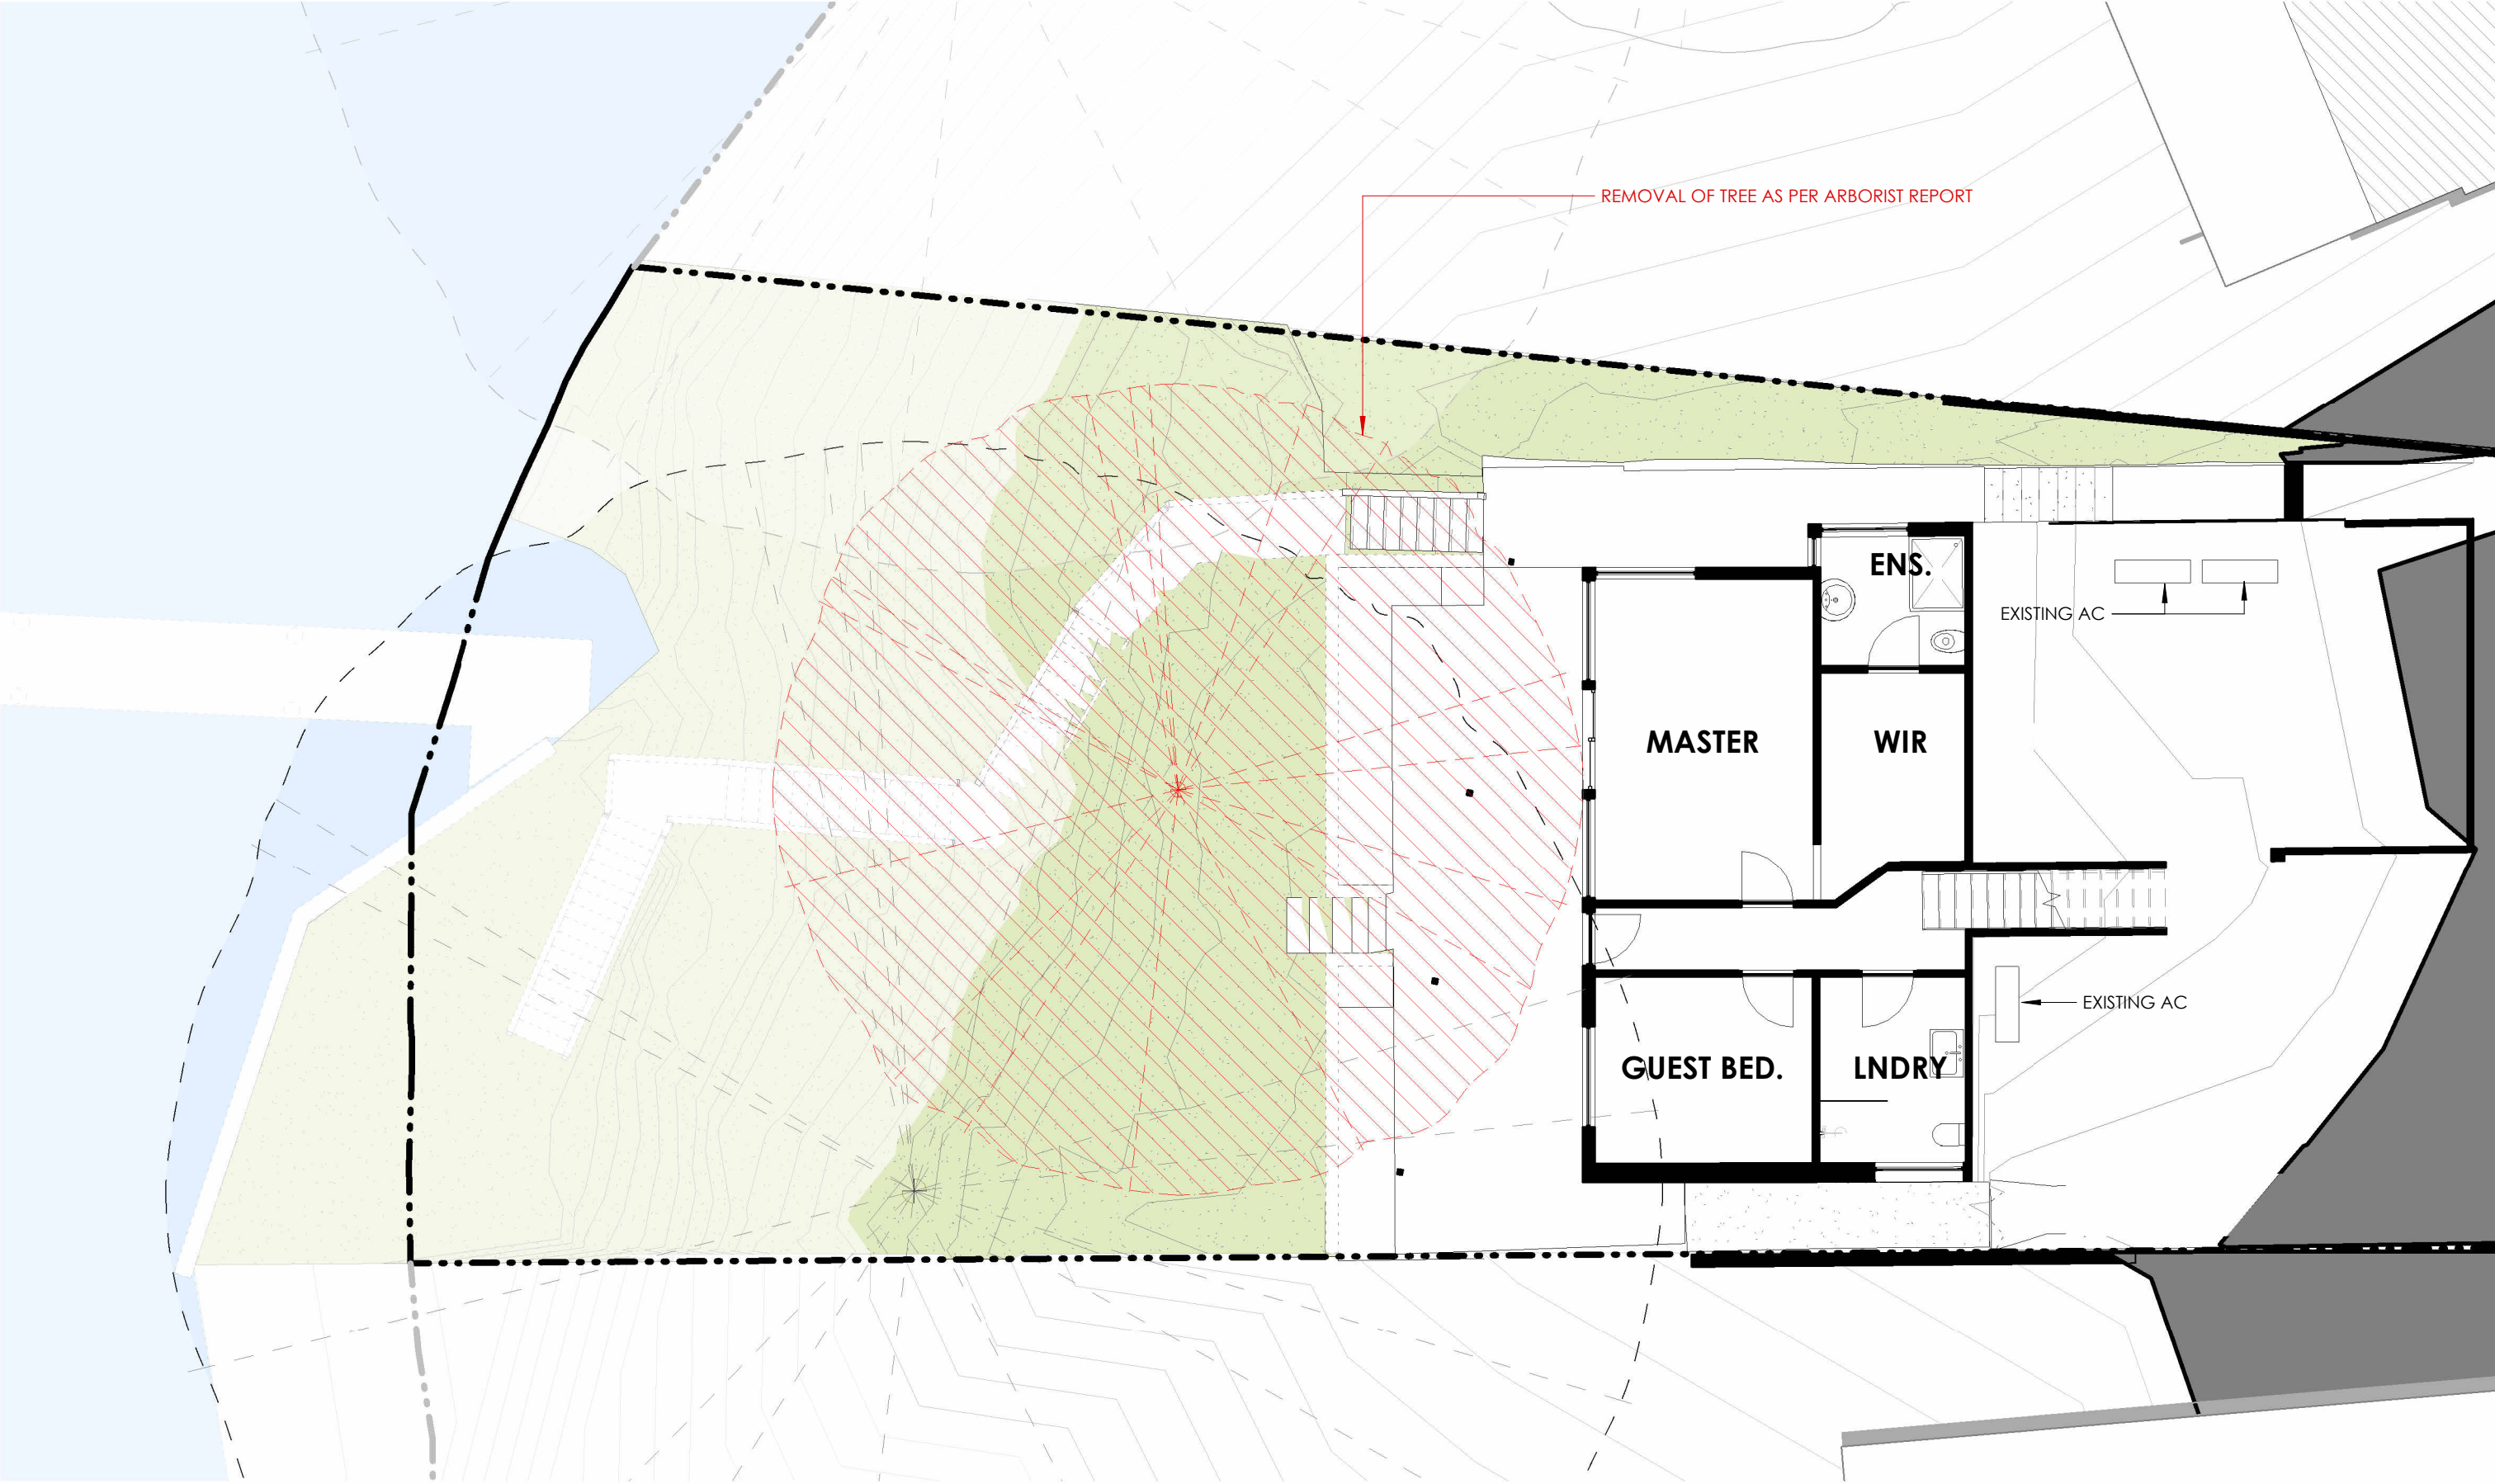 REMOVAL OF TREE AS PER ARBORIST REPORT
ENS.
EXISTING AC
MASTER
WIR
EXISTING AC
GUEST BED.
LNDRY